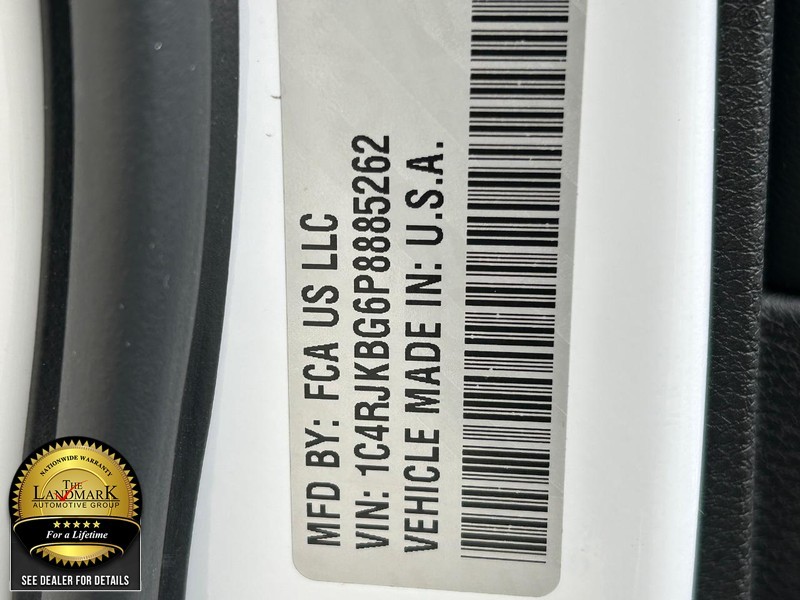 MFD BY: FCA US LLC
VIN: 1C4RJKBG6P8885262
VEHICLE MADE IN: U.S.A.
NATIONWIDE WARRANTY
THE
LANDMARK
AUTOMOTIVE GROUP
For a Lifetime
SEE DEALER FOR DETAILS